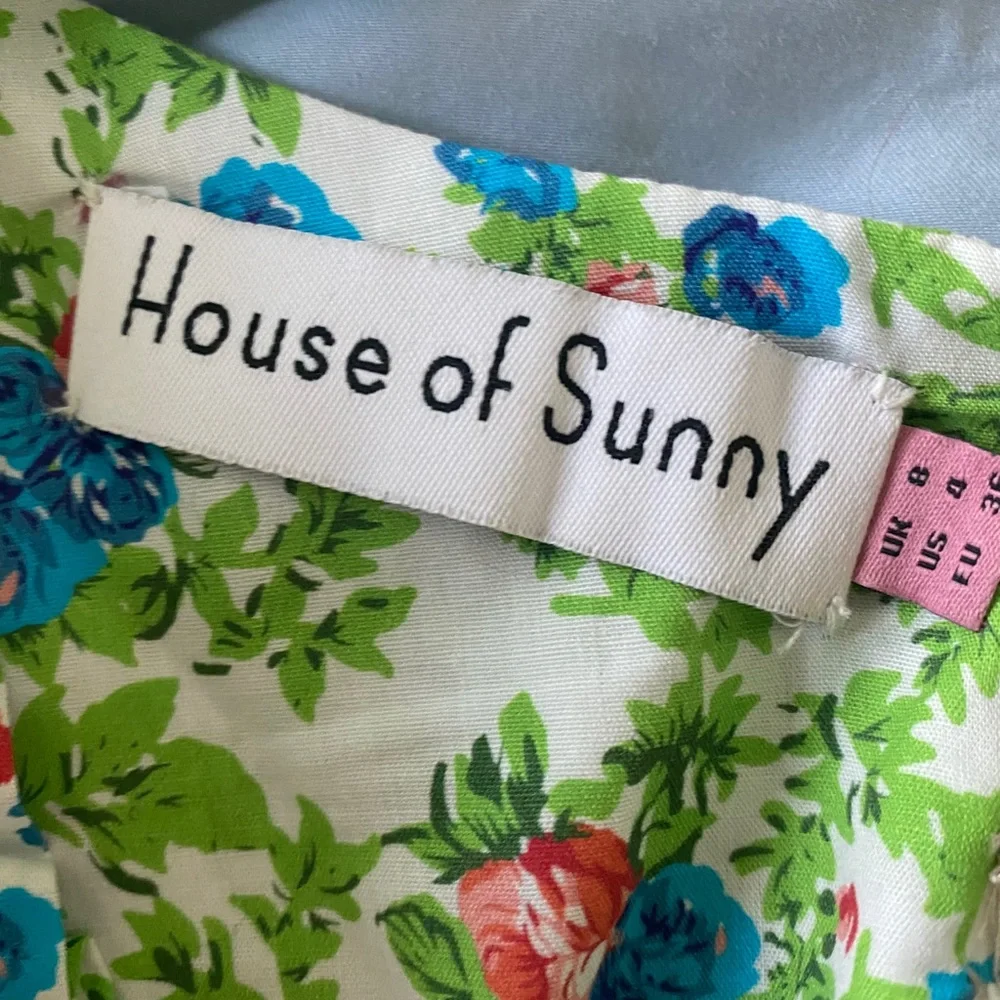 House of Sunny
UK 8
US 4
EU 36